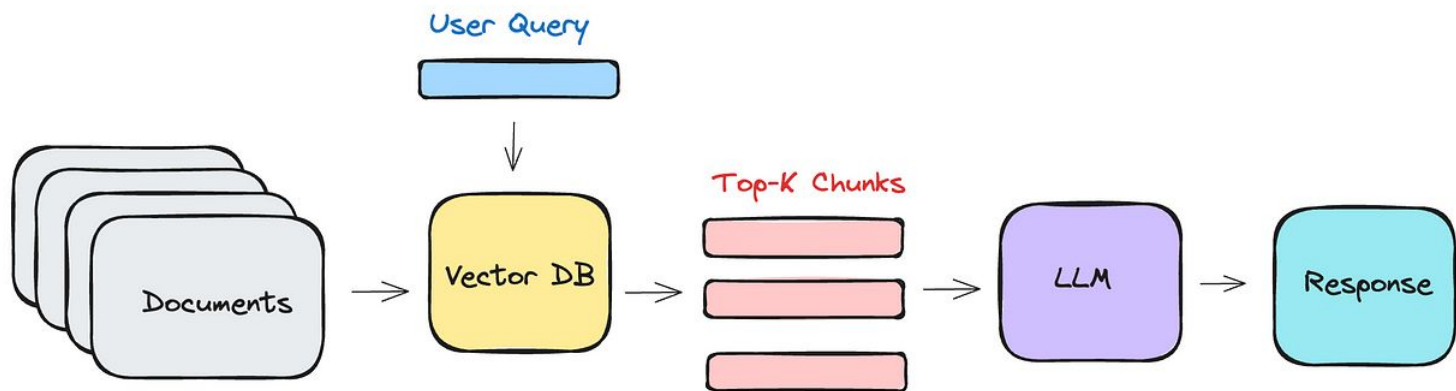 User Query
Top-K Chunks
Documents
Vector DB
LLM
Response